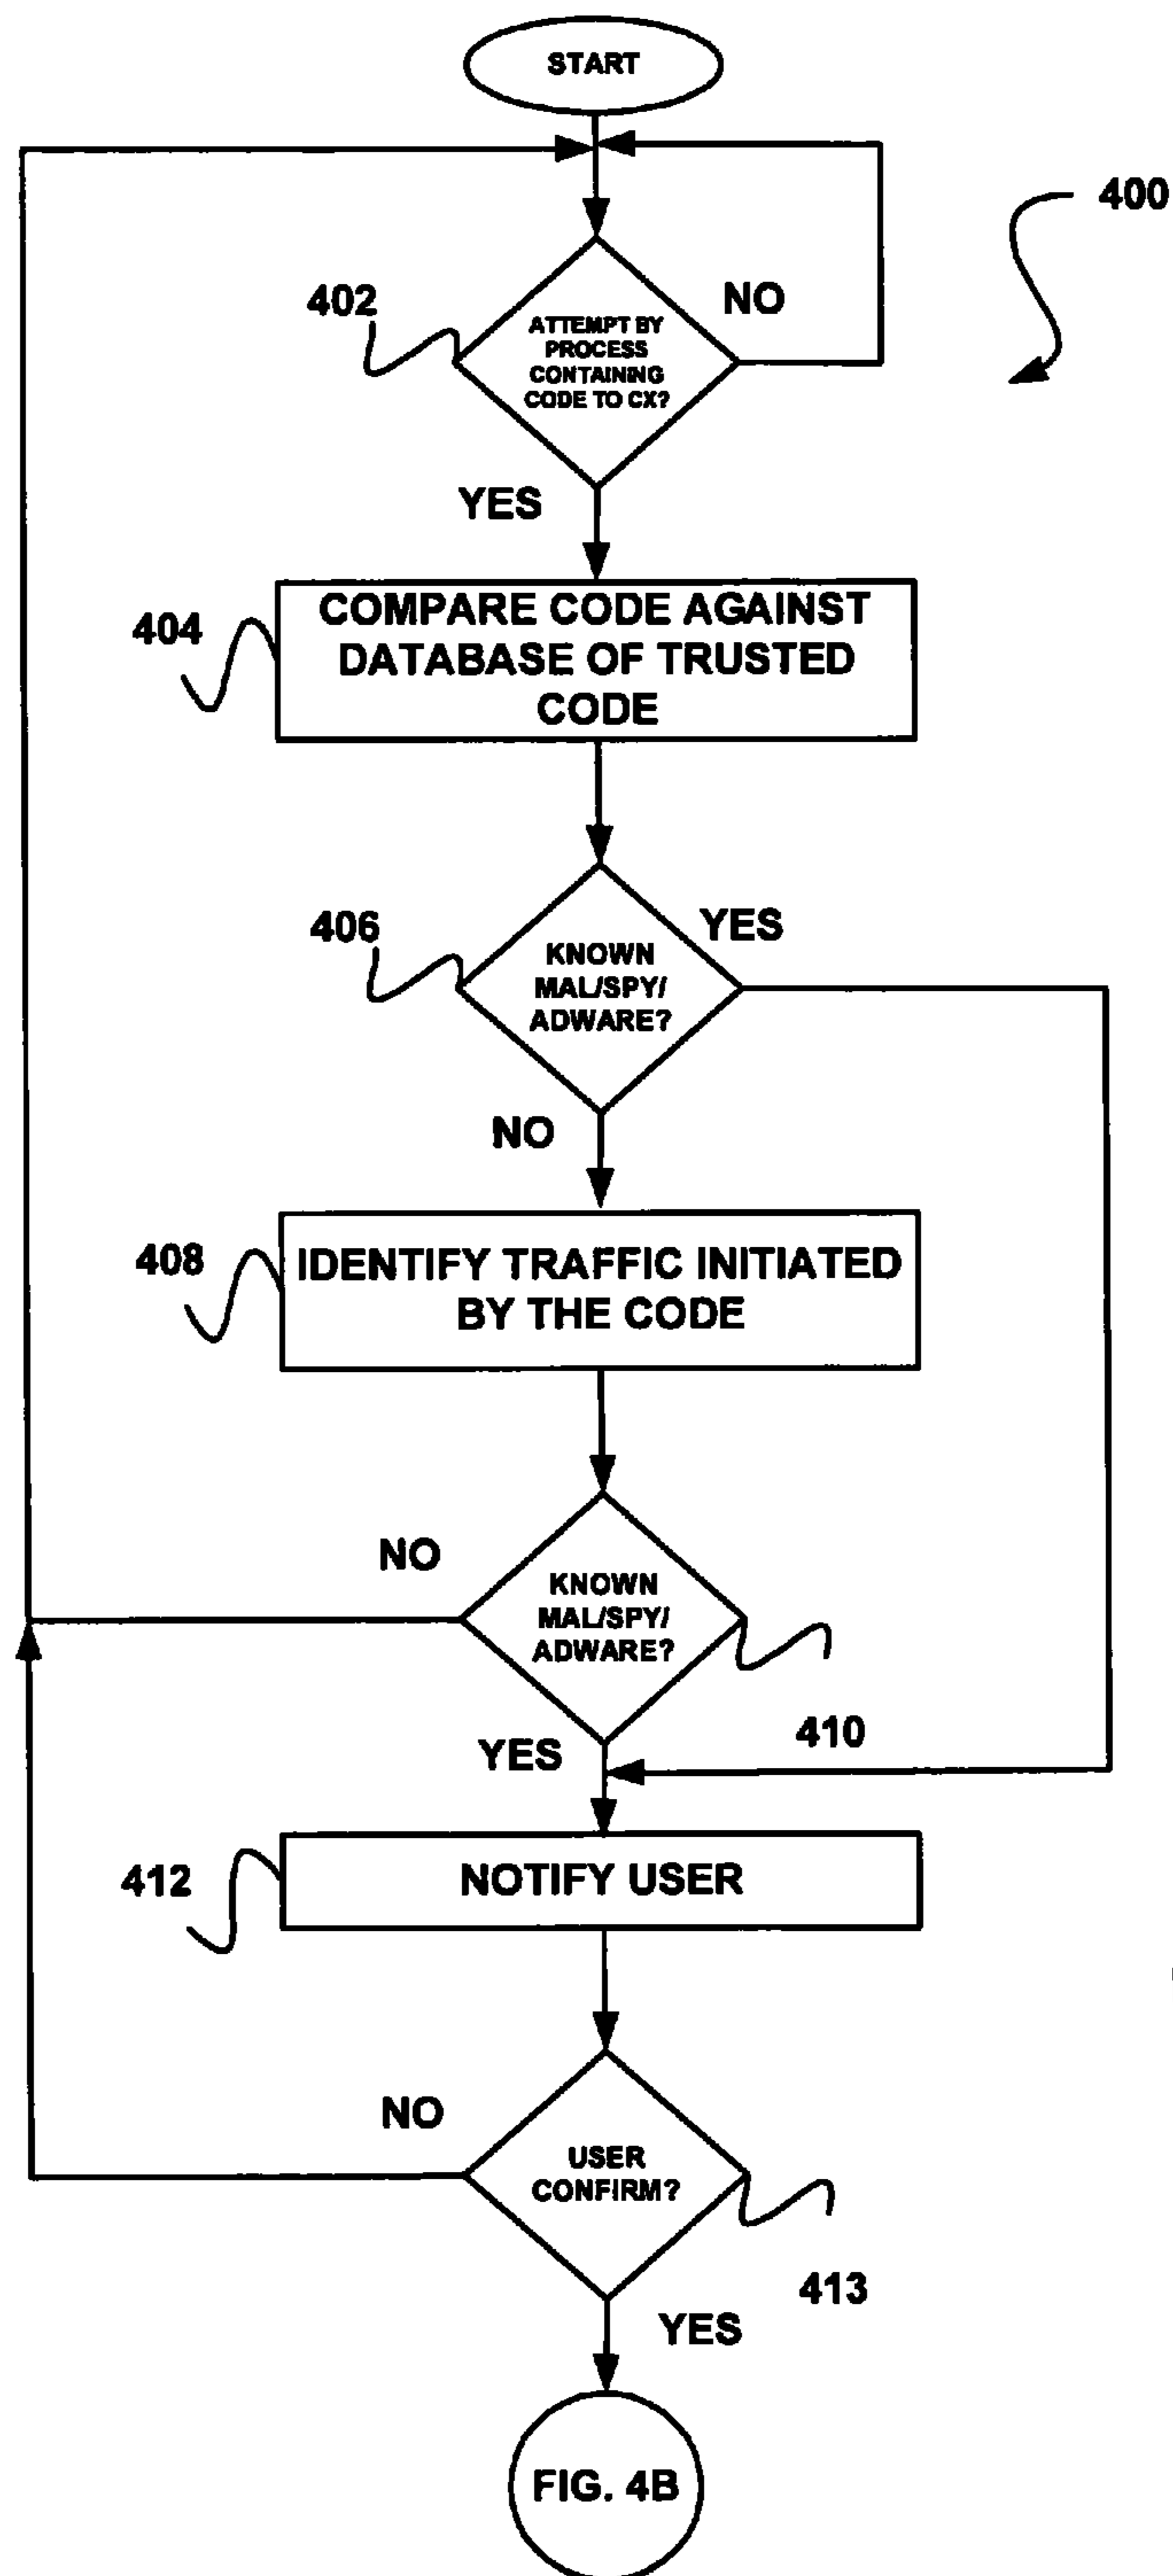 START
400
402
NO
ATTEMPT BY
PROCESS
CONTAINING
CODE TO CX?
YES
404
COMPARE CODE AGAINST
DATABASE OF TRUSTED
CODE
406
YES
KNOWN
MAL/SPY/
ADWARE?
NO
408
IDENTIFY TRAFFIC INITIATED
BY THE CODE
NO
KNOWN
MAL/SPY/
ADWARE?
410
YES
412
NOTIFY USER
NO
USER
CONFIRM?
413
YES
FIG. 4B